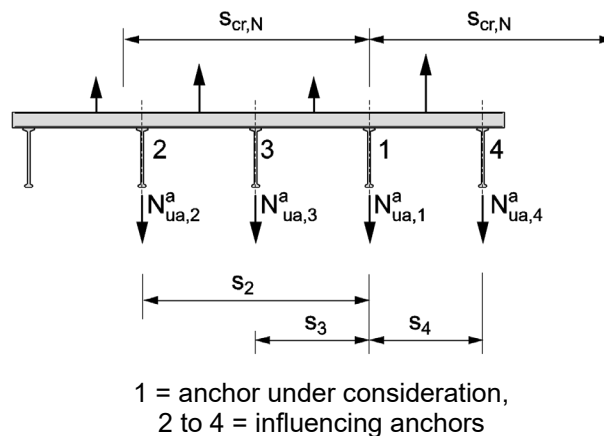 s_cr,N s_cr,N
2 3 1 4
N^a_ua,2 N^a_ua,3 N^a_ua,1 N^a_ua,4
s_2
s_3 s_4
1 = anchor under consideration,
2 to 4 = influencing anchors